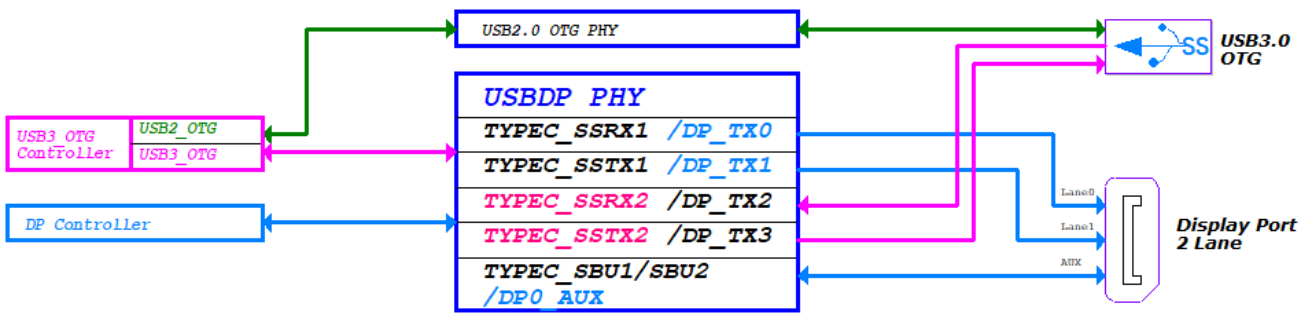 USB2.0 OTG PHY
SS
USB3.0
OTG
USBDP PHY
USB3_OTG
Controller
USB2_OTG
USB3_OTG
TYPEC_SSRX1 /DP_TX0
TYPEC_SSTX1 /DP_TX1
TYPEC_SSRX2 /DP_TX2
TYPEC_SSTX2 /DP_TX3
TYPEC_SBU1/SBU2
/DP0_AUX
DP Controller
Lane0
Lane1
AUX
Display Port
2 Lane